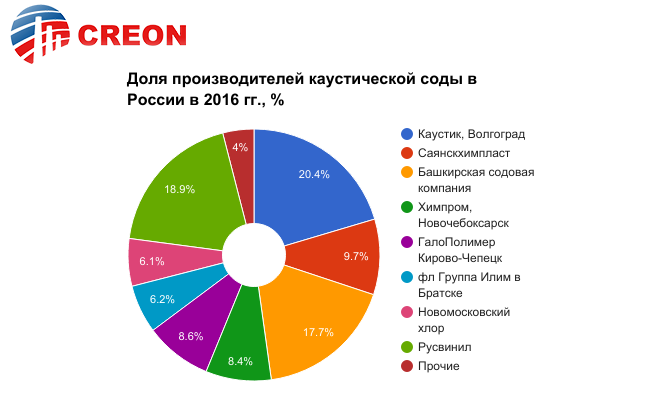 CREON
Доля производителей каустической соды в
России в 2016 гг., %
4%
20.4%
18.9%
9.7%
6.1%
6.2%
17.7%
8.6%
8.4%
Каустик, Волгоград
Саянскхимпласт
Башкирская содовая
компания
Химпром,
Новочебоксарск
ГалоПолимер
Кирово-Чепецк
фл Группа Илим в
Братске
Новомосковский
хлор
Русвинил
Прочие